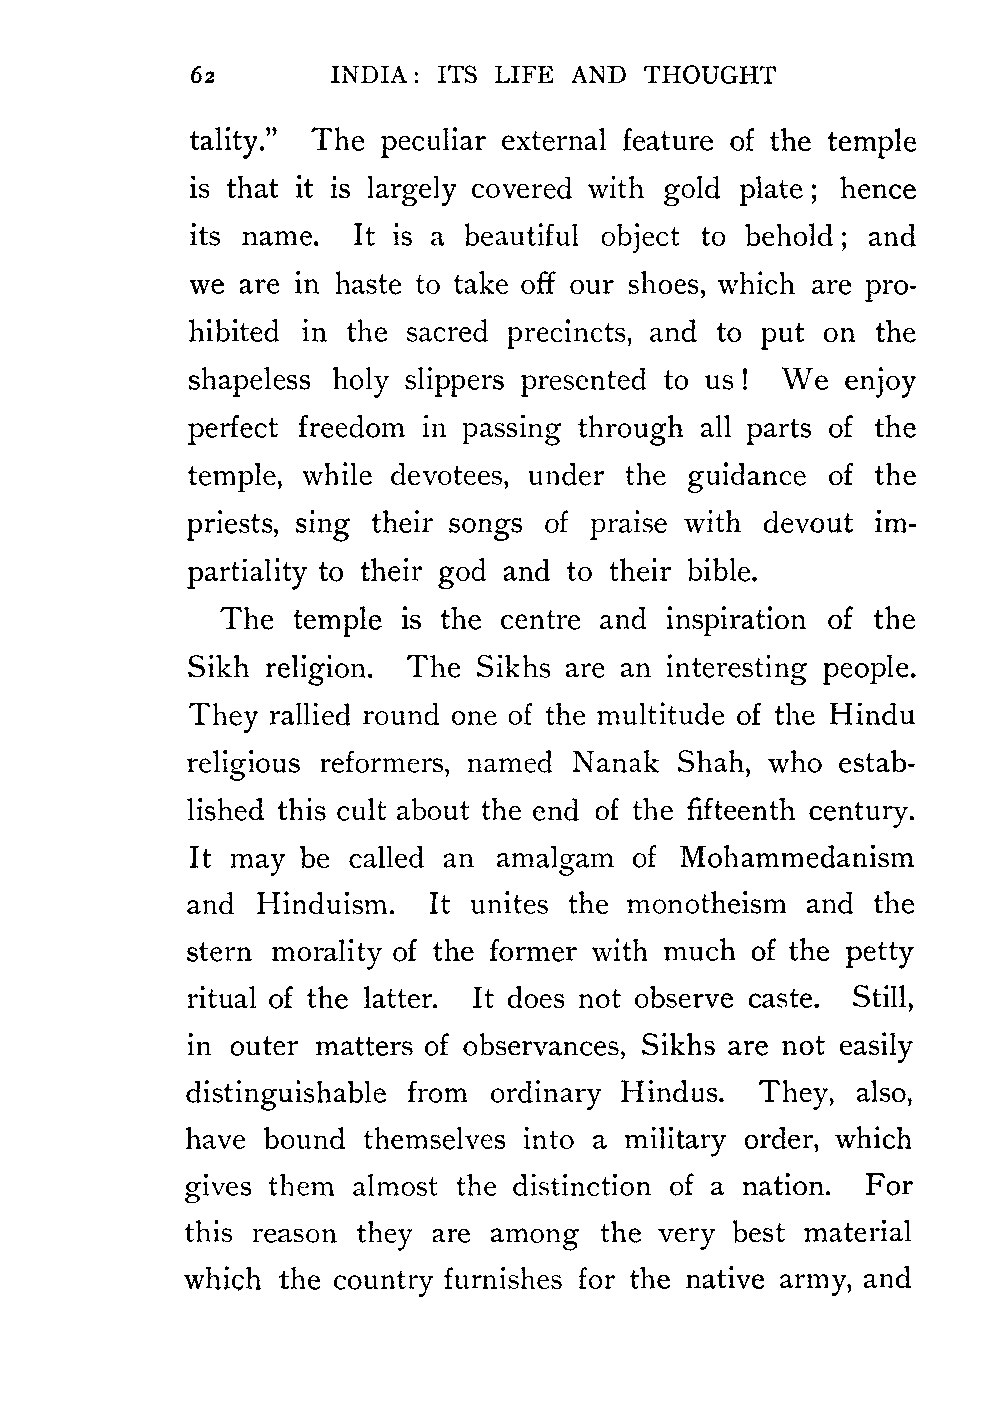 62 INDIA: ITS LIFE AND THOUGHT
tality.” The peculiar external feature of the temple
is that it is largely covered with gold plate; hence
its name. It is a beautiful object to behold; and
we are in haste to take off our shoes, which are pro-
hibited in the sacred precincts, and to put on the
shapeless holy slippers presented to us! We enjoy
perfect freedom in passing through all parts of the
temple, while devotees, under the guidance of the
priests, sing their songs of praise with devout im-
partiality to their god and to their bible.
The temple is the centre and inspiration of the
Sikh religion. The Sikhs are an interesting people.
They rallied round one of the multitude of the Hindu
religious reformers, named Nanak Shah, who estab-
lished this cult about the end of the fifteenth century.
It may be called an amalgam of Mohammedanism
and Hinduism. It unites the monotheism and the
stern morality of the former with much of the petty
ritual of the latter. It does not observe caste. Still,
in outer matters of observances, Sikhs are not easily
distinguishable from ordinary Hindus. They, also,
have bound themselves into a military order, which
gives them almost the distinction of a nation. For
this reason they are among the very best material
which the country furnishes for the native army, and